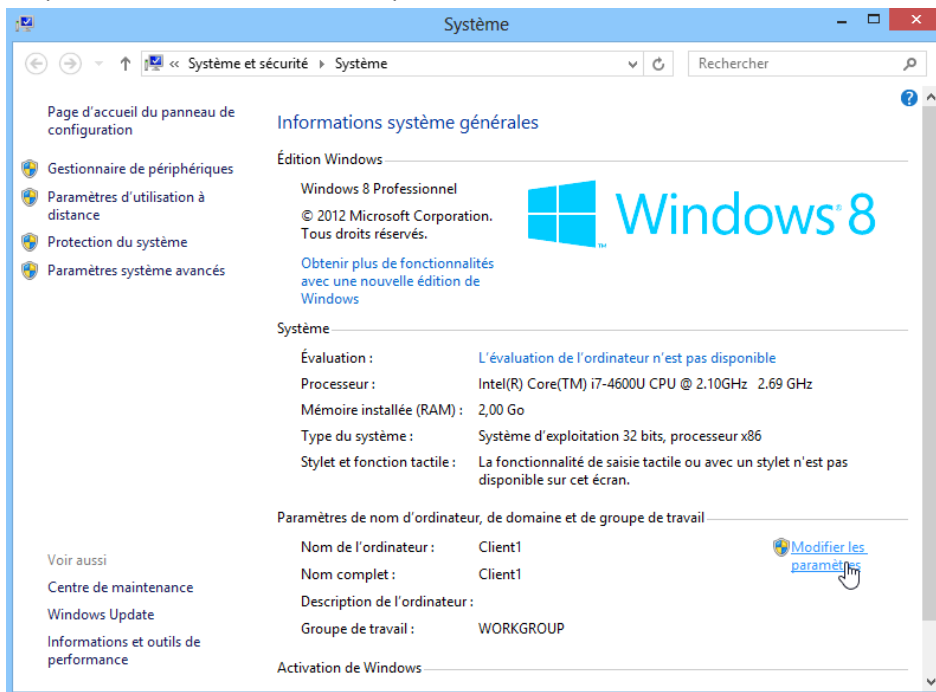 Système
« Système et sécurité ▸ Système
Rechercher
Page d'accueil du panneau de
configuration
Gestionnaire de périphériques
Paramètres d'utilisation à
distance
Protection du système
Paramètres système avancés
Voir aussi
Centre de maintenance
Windows Update
Informations et outils de
performance
Informations système générales
Édition Windows
Windows 8 Professionnel
© 2012 Microsoft Corporation.
Tous droits réservés.
Obtenir plus de fonctionnalités
avec une nouvelle édition de
Windows
Windows 8
Système
Évaluation : L'évaluation de l'ordinateur n'est pas disponible
Processeur : Intel(R) Core(TM) i7-4600U CPU @ 2.10GHz 2.69 GHz
Mémoire installée (RAM) : 2,00 Go
Type du système : Système d'exploitation 32 bits, processeur x86
Stylet et fonction tactile : La fonctionnalité de saisie tactile ou avec un stylet n'est pas
disponible sur cet écran.
Paramètres de nom d'ordinateur, de domaine et de groupe de travail
Nom de l'ordinateur : Client1
Modifier les
paramètres
Nom complet : Client1
Description de l'ordinateur :
Groupe de travail : WORKGROUP
Activation de Windows